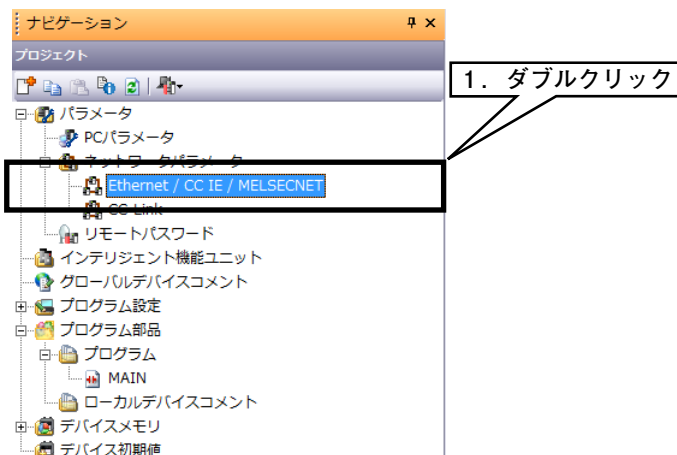 ナビゲーション
プロジェクト
1. ダブルクリック
パラメータ
PCパラメータ
ネットワークパラメータ
Ethernet / CC IE / MELSECNET
CC-Link
リモートパスワード
インテリジェント機能ユニット
グローバルデバイスコメント
プログラム設定
プログラム部品
プログラム
MAIN
ローカルデバイスコメント
デバイスメモリ
デバイス初期値